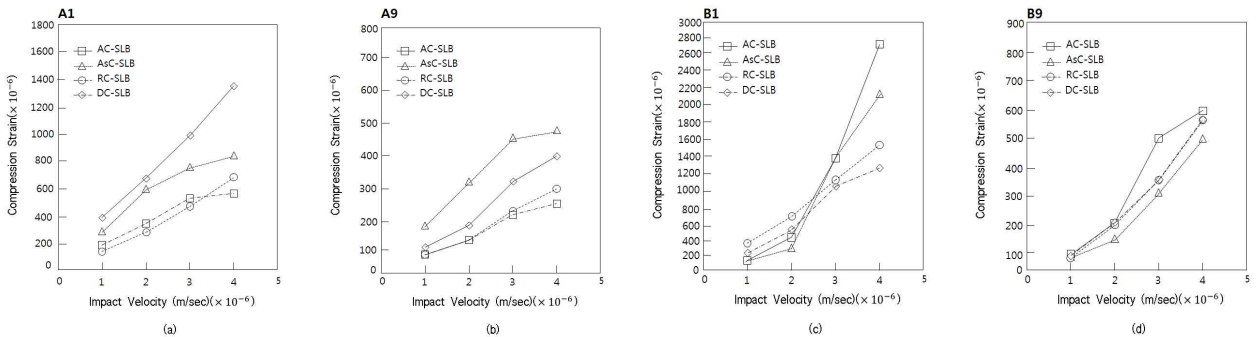 A1
1800
1600
1400
1200
1000
800
600
400
200
0
Compression Strain(× 10⁻⁶)
AC-SLB
AsC-SLB
RC-SLB
DC-SLB
0 1 2 3 4 5
Impact Velocity (m/sec)(× 10⁻⁶)
(a)
A9
800
700
600
500
400
300
200
100
0
Compression Strain(× 10⁻⁶)
AC-SLB
AsC-SLB
RC-SLB
DC-SLB
0 1 2 3 4 5
Impact Velocity (m/sec)(× 10⁻⁶)
(b)
B1
3000
2800
2600
2400
2200
2000
1800
1600
1400
1200
1000
800
600
400
200
0
Compression Strain(× 10⁻⁶)
AC-SLB
AsC-SLB
RC-SLB
DC-SLB
0 1 2 3 4 5
Impact Velocity (m/sec)(× 10⁻⁶)
(c)
B9
900
800
700
600
500
400
300
200
100
0
Compression Strain(× 10⁻⁶)
AC-SLB
AsC-SLB
RC-SLB
DC-SLB
0 1 2 3 4 5
Impact Velocity (m/sec)(× 10⁻⁶)
(d)